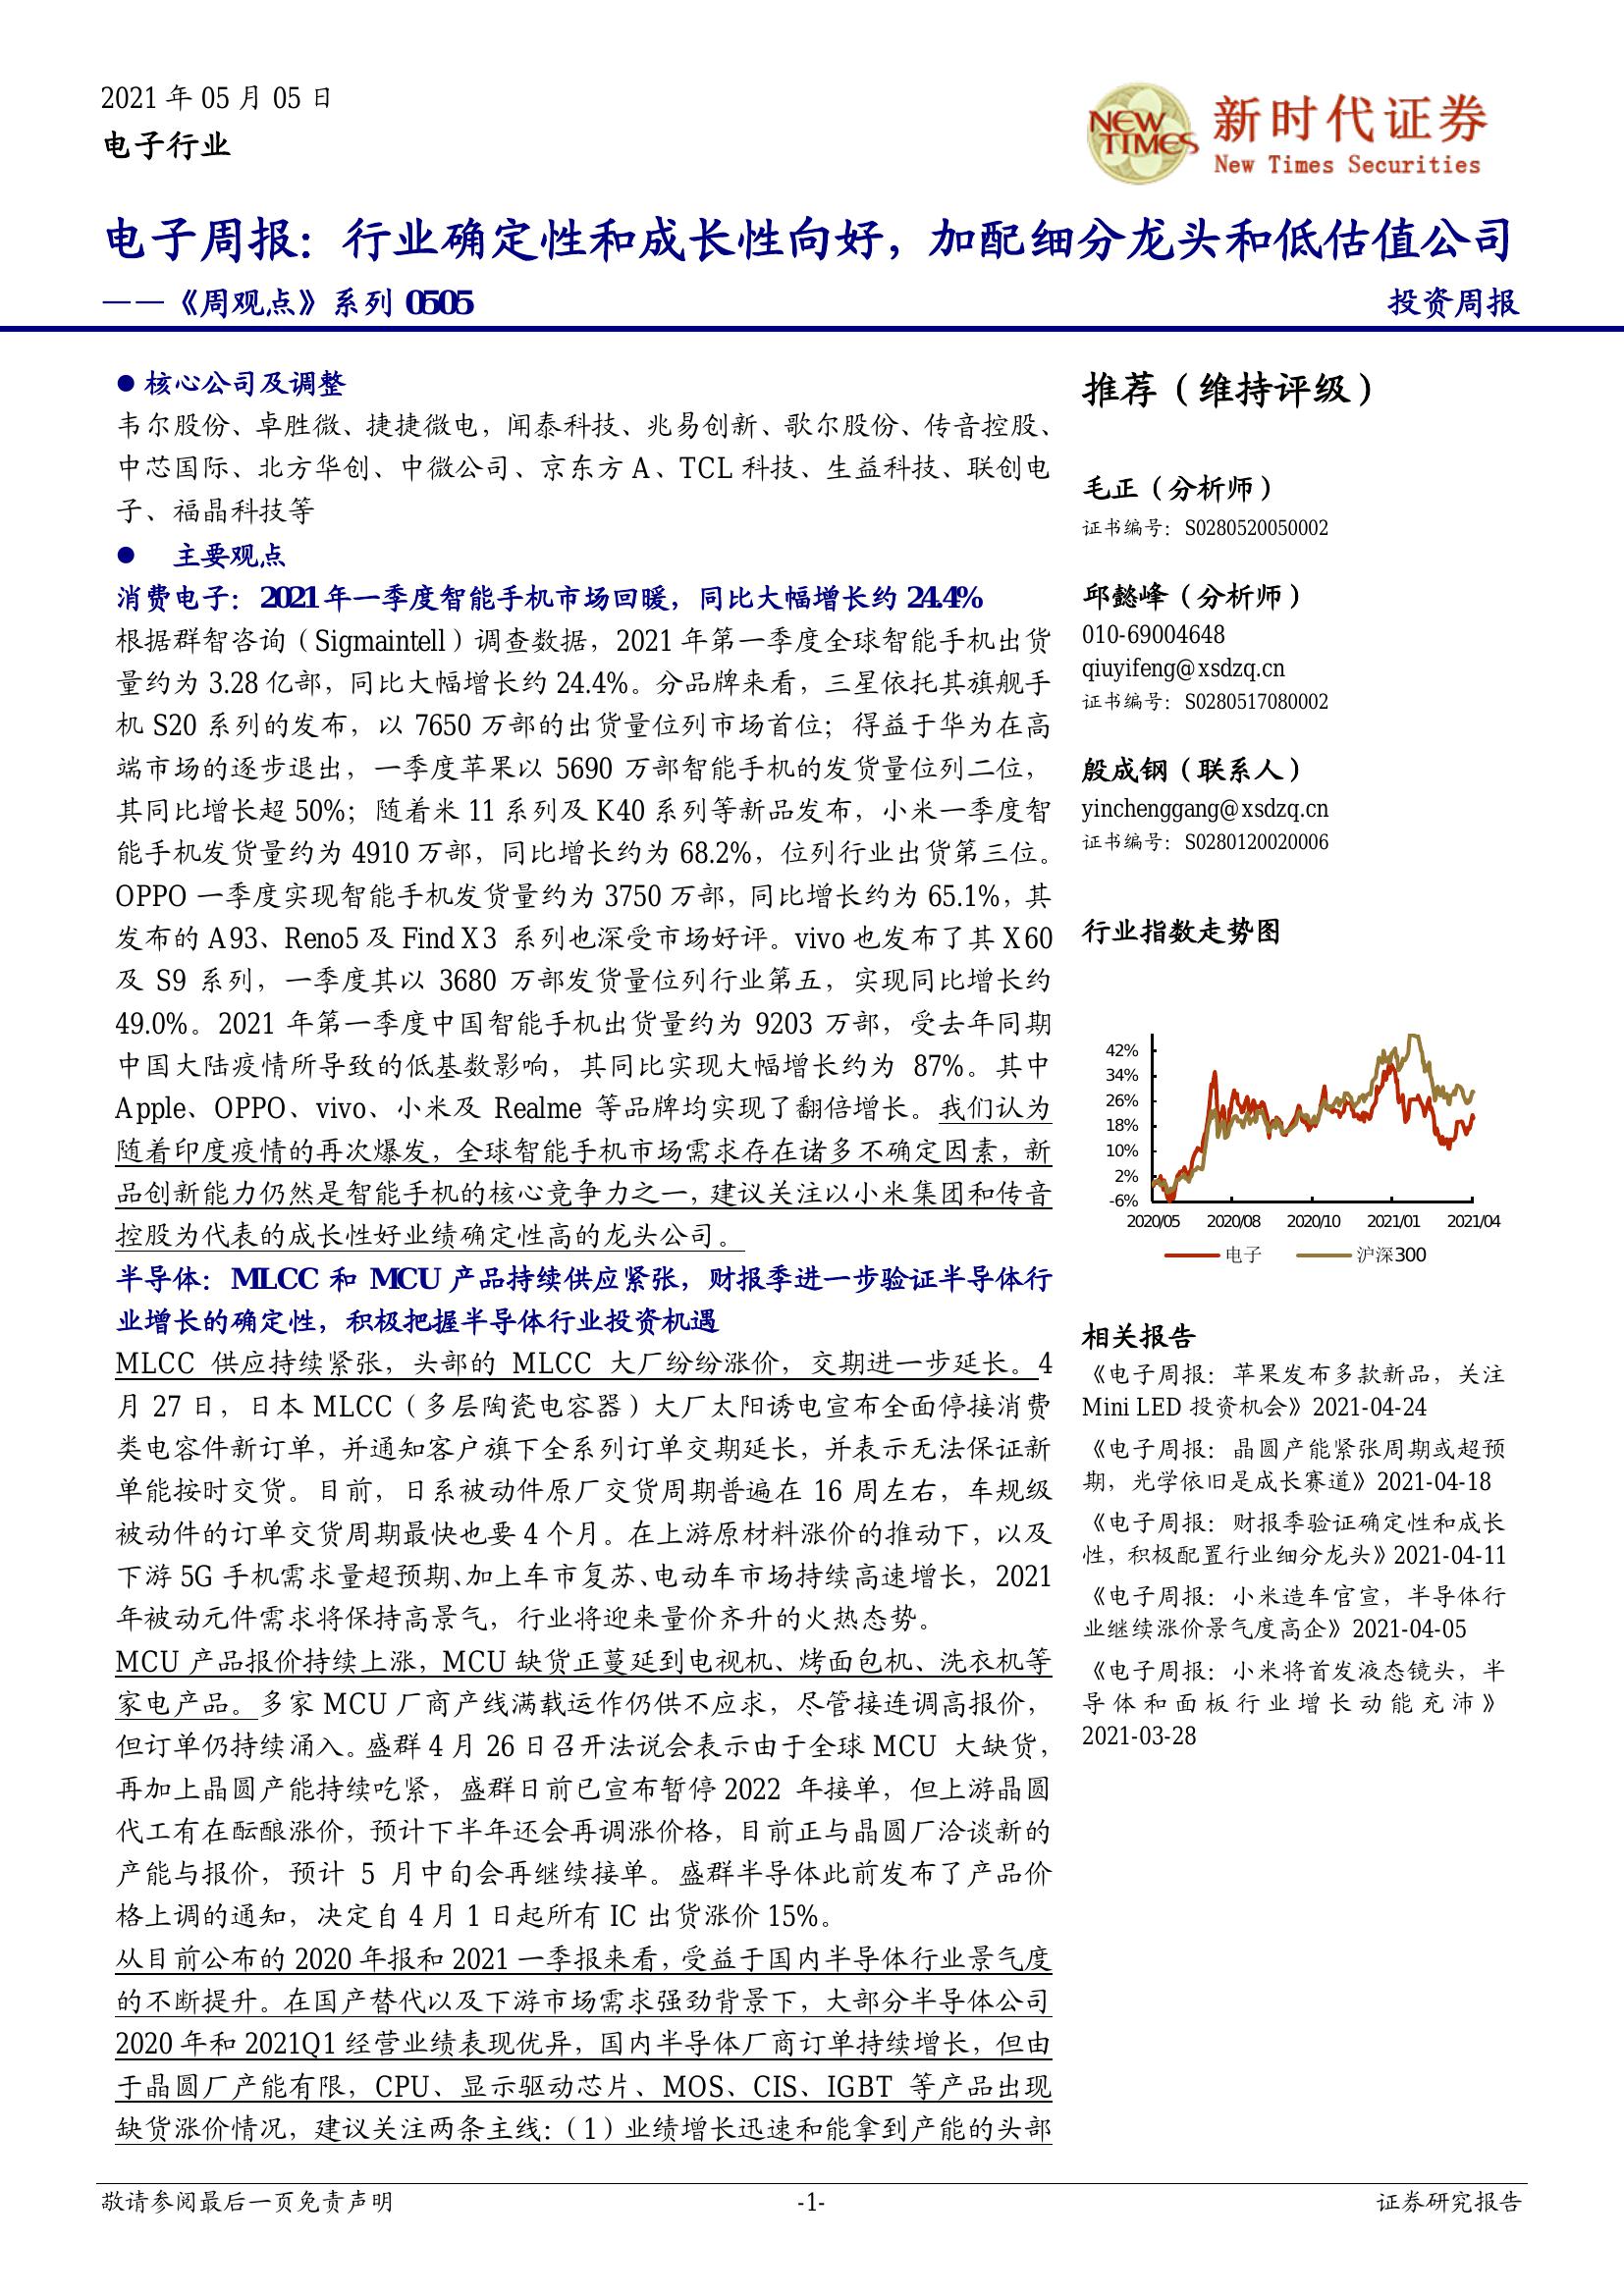 2021 年 05 月 05 日
电子行业
NEW TIMES
新时代证券
New Times Securities
电子周报：行业确定性和成长性向好，加配细分龙头和低估值公司
——《周观点》系列 0505
投资周报
● 核心公司及调整
韦尔股份、卓胜微、捷捷微电，闻泰科技、兆易创新、歌尔股份、传音控股、
中芯国际、北方华创、中微公司、京东方 A、TCL 科技、生益科技、联创电
子、福晶科技等
● 主要观点
消费电子：2021 年一季度智能手机市场回暖，同比大幅增长约 24.4%
根据群智咨询（Sigmaintell）调查数据，2021 年第一季度全球智能手机出货
量约为 3.28 亿部，同比大幅增长约 24.4%。分品牌来看，三星依托其旗舰手
机 S20 系列的发布，以 7650 万部的出货量位列市场首位；得益于华为在高
端市场的逐步退出，一季度苹果以 5690 万部智能手机的发货量位列二位，
其同比增长超 50%；随着米 11 系列及 K40 系列等新品发布，小米一季度智
能手机发货量约为 4910 万部，同比增长约为 68.2%，位列行业出货第三位。
OPPO 一季度实现智能手机发货量约为 3750 万部，同比增长约为 65.1%，其
发布的 A93、Reno5 及 Find X3 系列也深受市场好评。vivo 也发布了其 X60
及 S9 系列，一季度其以 3680 万部发货量位列行业第五，实现同比增长约
49.0%。2021 年第一季度中国智能手机出货量约为 9203 万部，受去年同期
中国大陆疫情所导致的低基数影响，其同比实现大幅增长约为 87%。其中
Apple、OPPO、vivo、小米及 Realme 等品牌均实现了翻倍增长。我们认为
随着印度疫情的再次爆发，全球智能手机市场需求存在诸多不确定因素，新
品创新能力仍然是智能手机的核心竞争力之一，建议关注以小米集团和传音
控股为代表的成长性好业绩确定性高的龙头公司。
半导体：MLCC 和 MCU 产品持续供应紧张，财报季进一步验证半导体行
业增长的确定性，积极把握半导体行业投资机遇
MLCC 供应持续紧张，头部的 MLCC 大厂纷纷涨价，交期进一步延长。4
月 27 日，日本 MLCC（多层陶瓷电容器）大厂太阳诱电宣布全面停接消费
类电容件新订单，并通知客户旗下全系列订单交期延长，并表示无法保证新
单能按时交货。目前，日系被动件原厂交货周期普遍在 16 周左右，车规级
被动件的订单交货周期最快也要 4 个月。在上游原材料涨价的推动下，以及
下游 5G 手机需求量超预期、加上车市复苏、电动车市场持续高速增长，2021
年被动元件需求将保持高景气，行业将迎来量价齐升的火热态势。
MCU 产品报价持续上涨，MCU 缺货正蔓延到电视机、烤面包机、洗衣机等
家电产品。多家 MCU 厂商产线满载运作仍供不应求，尽管接连调高报价，
但订单仍持续涌入。盛群 4 月 26 日召开法说会表示由于全球 MCU 大缺货，
再加上晶圆产能持续吃紧，盛群日前已宣布暂停 2022 年接单，但上游晶圆
代工有在酝酿涨价，预计下半年还会再调涨价格，目前正与晶圆厂洽谈新的
产能与报价，预计 5 月中旬会再继续接单。盛群半导体此前发布了产品价
格上调的通知，决定自 4 月 1 日起所有 IC 出货涨价 15%。
从目前公布的 2020 年报和 2021 一季报来看，受益于国内半导体行业景气度
的不断提升。在国产替代以及下游市场需求强劲背景下，大部分半导体公司
2020 年和 2021Q1 经营业绩表现优异，国内半导体厂商订单持续增长，但由
于晶圆厂产能有限，CPU、显示驱动芯片、MOS、CIS、IGBT 等产品出现
缺货涨价情况，建议关注两条主线：（1）业绩增长迅速和能拿到产能的头部
推荐（维持评级）
毛正（分析师）
证书编号：S0280520050002
邱懿峰（分析师）
010-69004648
qiuyifeng@xsdzq.cn
证书编号：S0280517080002
殷成钢（联系人）
yinchenggang@xsdzq.cn
证书编号：S0280120020006
行业指数走势图
42%
34%
26%
18%
10%
2%
-6%
2020/05 2020/08 2020/10 2021/01 2021/04
电子 沪深300
相关报告
《电子周报：苹果发布多款新品，关注
Mini LED 投资机会》2021-04-24
《电子周报：晶圆产能紧张周期或超预
期，光学依旧是成长赛道》2021-04-18
《电子周报：财报季验证确定性和成长
性，积极配置行业细分龙头》2021-04-11
《电子周报：小米造车官宣，半导体行
业继续涨价景气度高企》2021-04-05
《电子周报：小米将首发液态镜头，半
导体和面板行业增长动能充沛》
2021-03-28
敬请参阅最后一页免责声明
-1-
证券研究报告